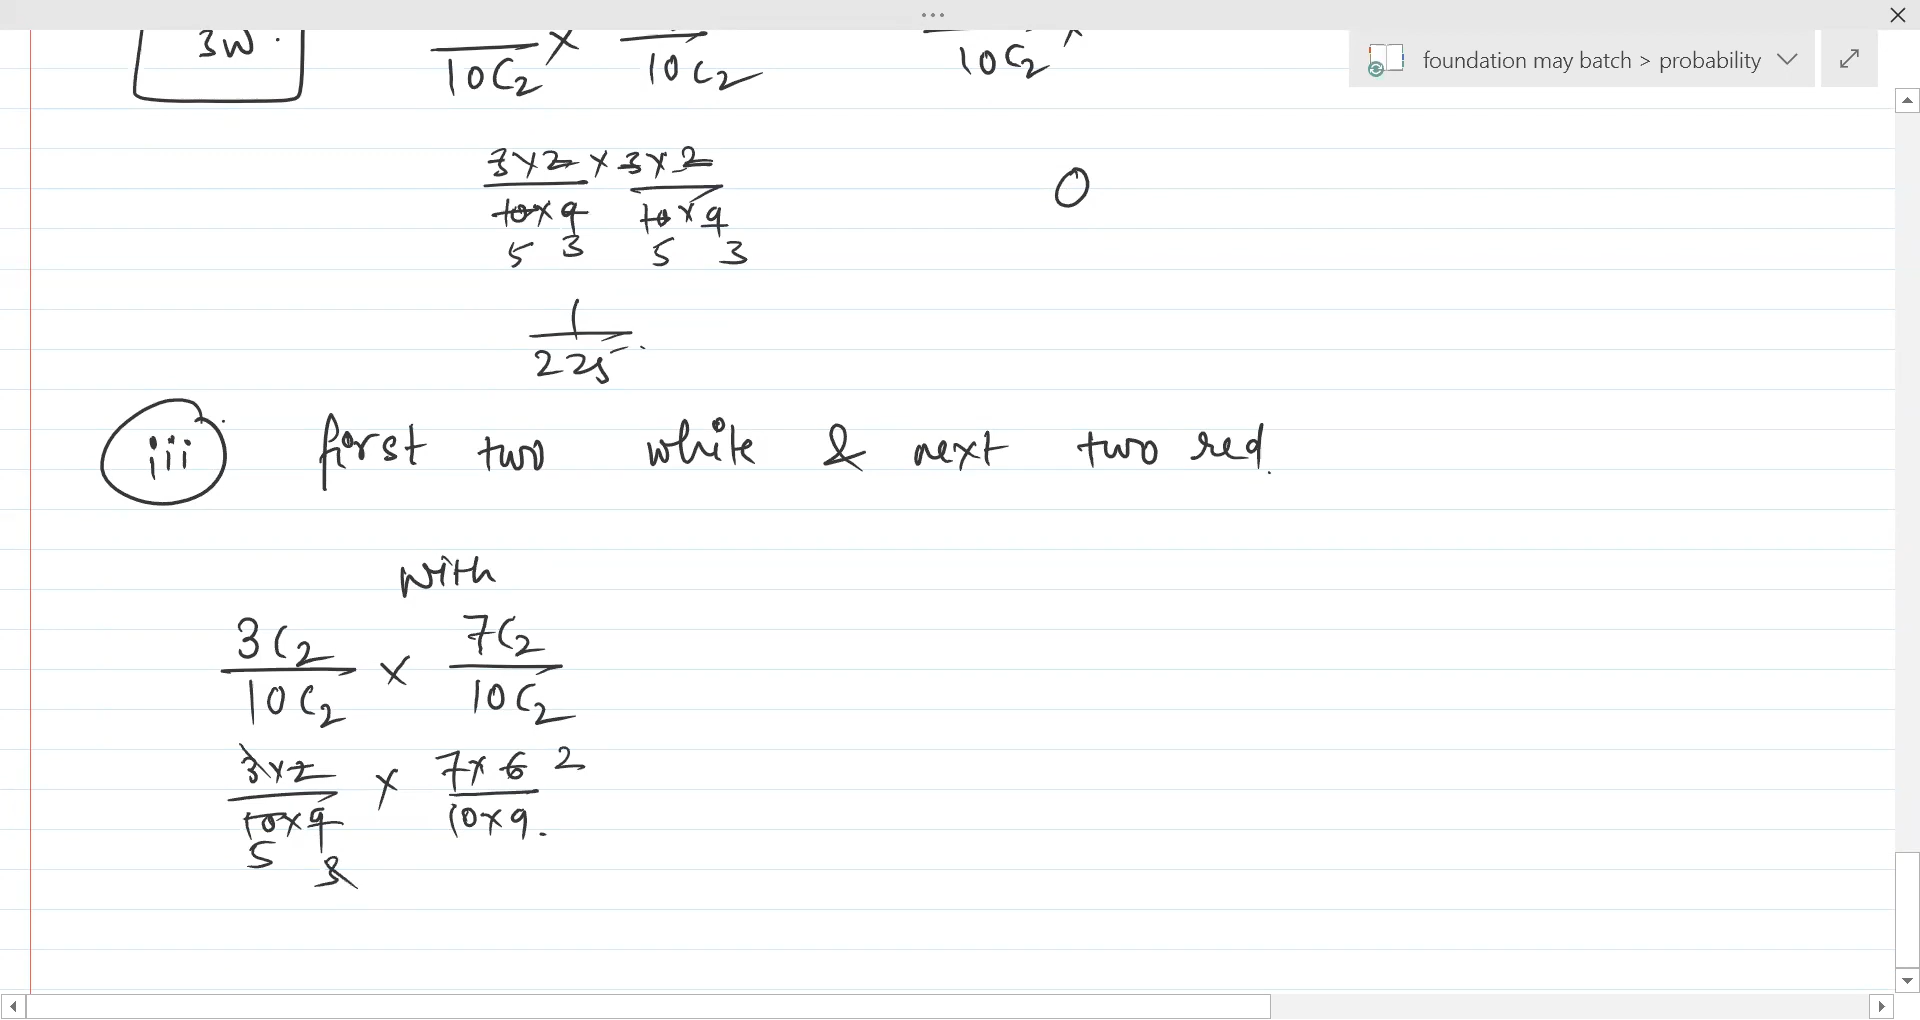 foundation may batch > probability
3W.
10C2 × 10C2
10C2 ×
3×2 × 3×2
10×9 10×9
5 3 5 3
0
1
225.
iii first two white & next two red.
with
3C2 × 7C2
10C2 10C2
3×2 × 7×6 2
10×9 10×9.
5 3